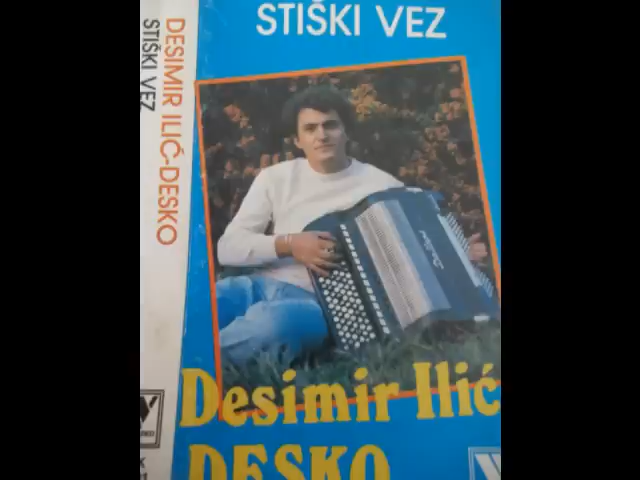 STIŠKI VEZ
Desimir Ilić
DESKO
DESIMIR ILIĆ-DESKO
STIŠKI VEZ